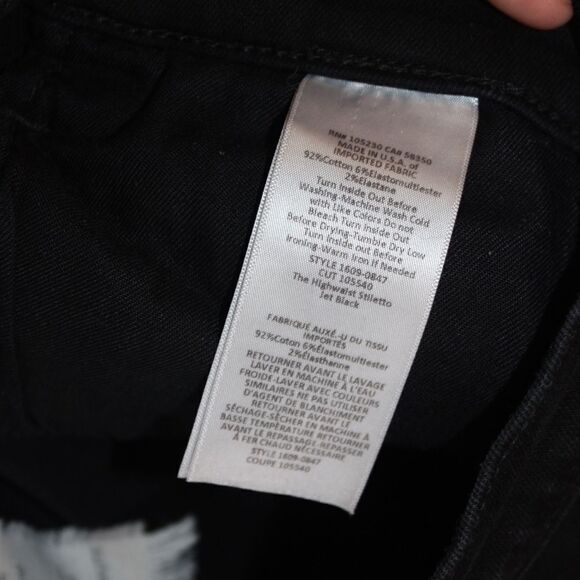 RN# 105230 CA# 58350
MADE IN U.S.A. of
IMPORTED FABRIC
92%Cotton 6%Elastomultiester
2%Elastane
Turn Inside Out Before
Washing-Machine Wash Cold
with Like Colors Do not
Bleach Turn Inside Out
Before Drying-Tumble Dry Low
Turn Inside out Before
Ironing-Warm Iron If Needed
STYLE 1609-0847
CUT 105540
The Highwaist Stiletto
Jet Black
FABRIQUÉ AUXÉ.-U DU TISSU
IMPORTÉS
92%Coton 6%Élastomultiester
2%Élasthenne
RETOURNER AVANT LE LAVAGE
LAVER EN MACHINE À L'EAU
FROIDE-LAVER AVEC COULEURS
SIMILAIRES NE PAS UTILISER
D'AGENT DE BLANCHIMENT
RETOURNER AVANT LE
SÉCHAGE-SÉCHER EN MACHINE À
BASSE TEMPÉRATURE RETOURNER
AVANT LE REPASSAGE-REPASSER
À FER CHAUD NÉCESSAIRE
STYLE 1609-0847
COUPE 105540